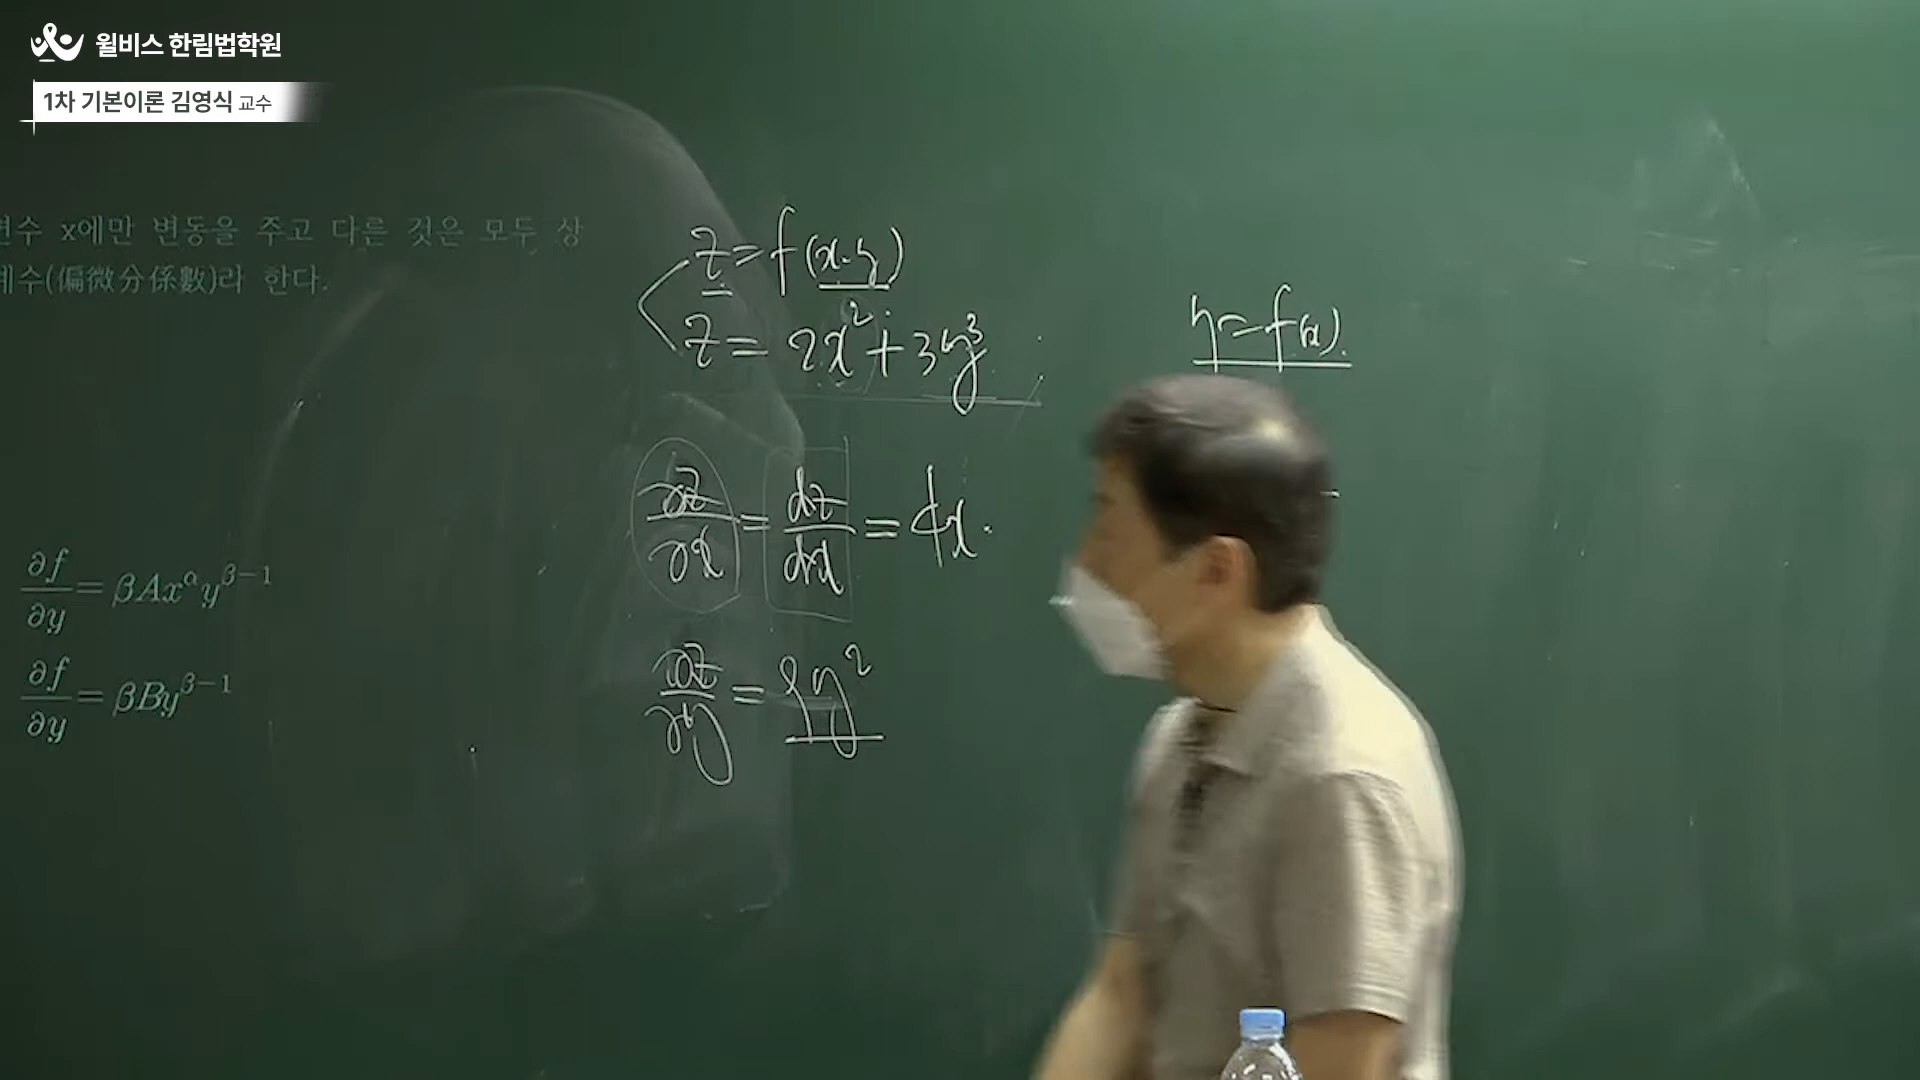 윌비스 한림법학원
1차 기본이론 김영식 교수
변수 x에만 변동을 주고 다른 것은 모두 상
계수(偏微分係數)라 한다.
∂f/∂y = βAx^α y^(β−1)
∂f/∂y = βBy^(β−1)
z = f(x.y)
z = 2x² + 3y³
∂z/∂x = dz/dx = 4x.
∂z/∂y = 9y²
y = f(x).